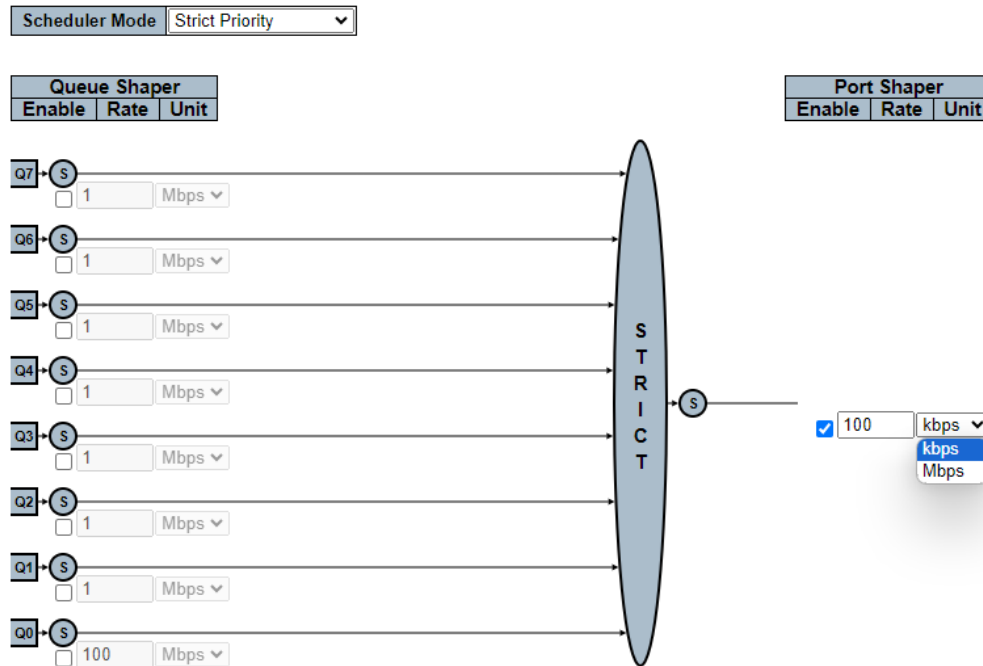 Scheduler Mode Strict Priority
Queue Shaper
Enable Rate Unit
Port Shaper
Enable Rate Unit
Q7 S
1 Mbps
Q6 S
1 Mbps
Q5 S
1 Mbps
Q4 S
1 Mbps
Q3 S
1 Mbps
Q2 S
1 Mbps
Q1 S
1 Mbps
Q0 S
100 Mbps
S
T
R
I
C
T
S
100 kbps
kbps
Mbps